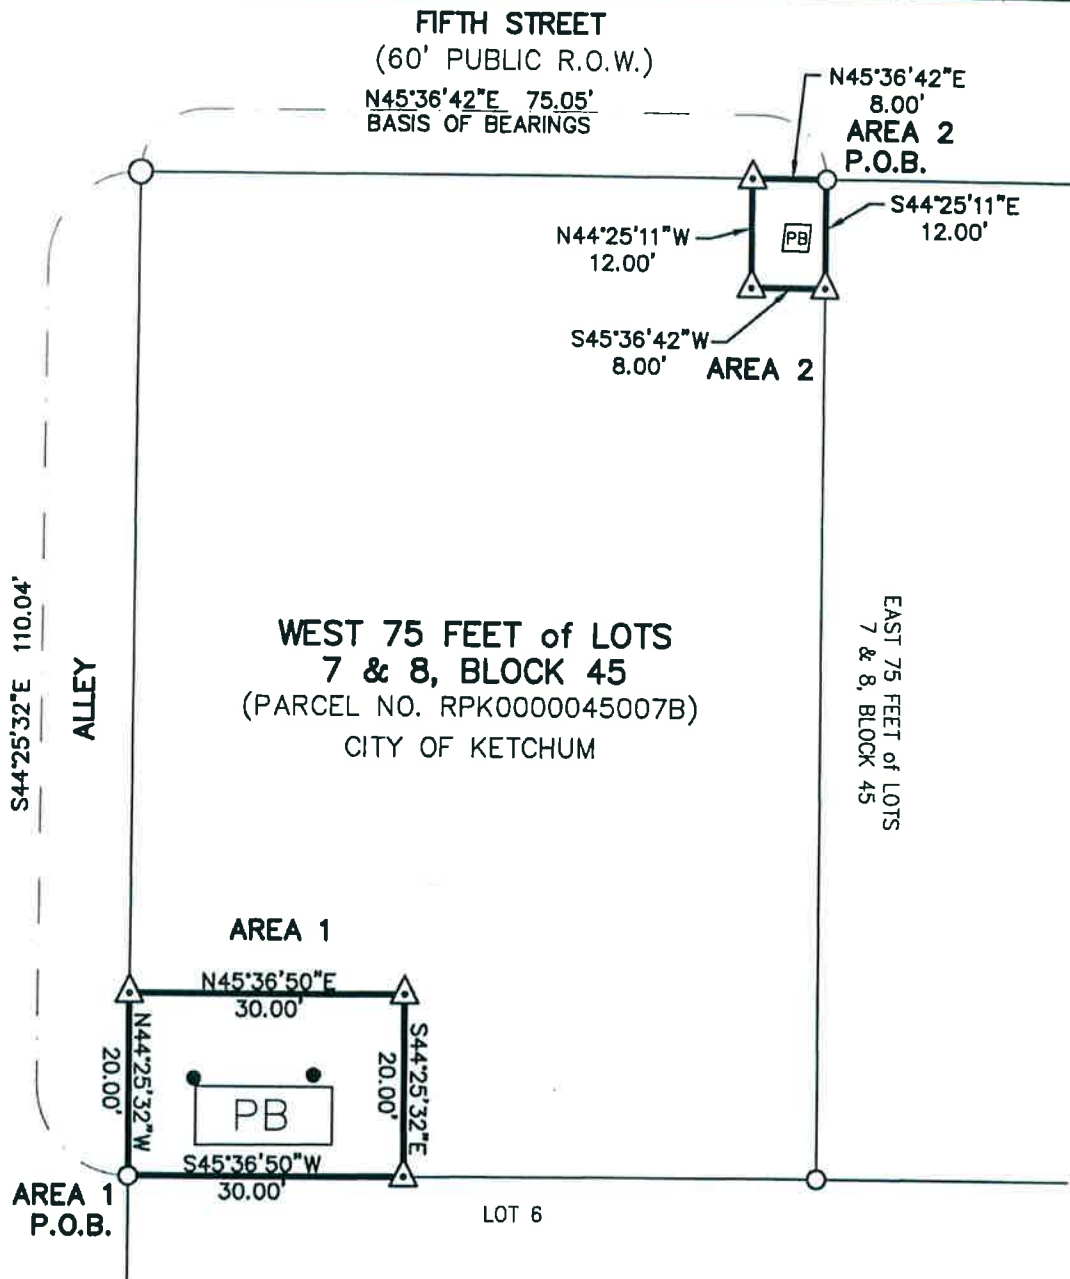 FIFTH STREET
(60' PUBLIC R.O.W.)
N45°36'42"E 75.05'
BASIS OF BEARINGS
N45°36'42"E
8.00'
AREA 2
P.O.B.
S44°25'11"E
12.00'
N44°25'11"W
12.00'
PB
S45°36'42"W
8.00'
AREA 2
S44°25'32"E 110.04'
ALLEY
WEST 75 FEET of LOTS
7 & 8, BLOCK 45
(PARCEL NO. RPK0000045007B)
CITY OF KETCHUM
EAST 75 FEET of LOTS
7 & 8, BLOCK 45
AREA 1
N45°36'50"E
30.00'
N44°25'32"W
20.00'
S44°25'32"E
20.00'
PB
S45°36'50"W
30.00'
AREA 1
P.O.B.
LOT 6